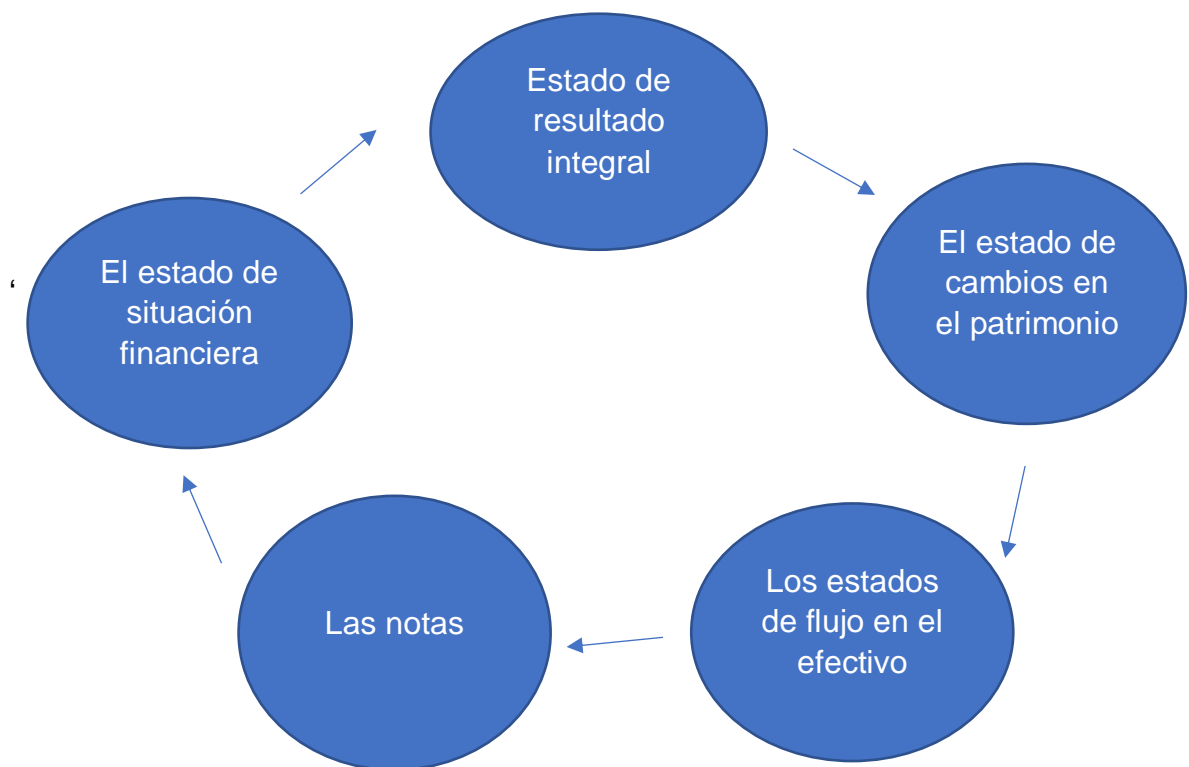 Estado de
resultado
integral
El estado de
cambios en
el patrimonio
‘
El estado de
situación
financiera
Los estados
de flujo en el
efectivo
Las notas